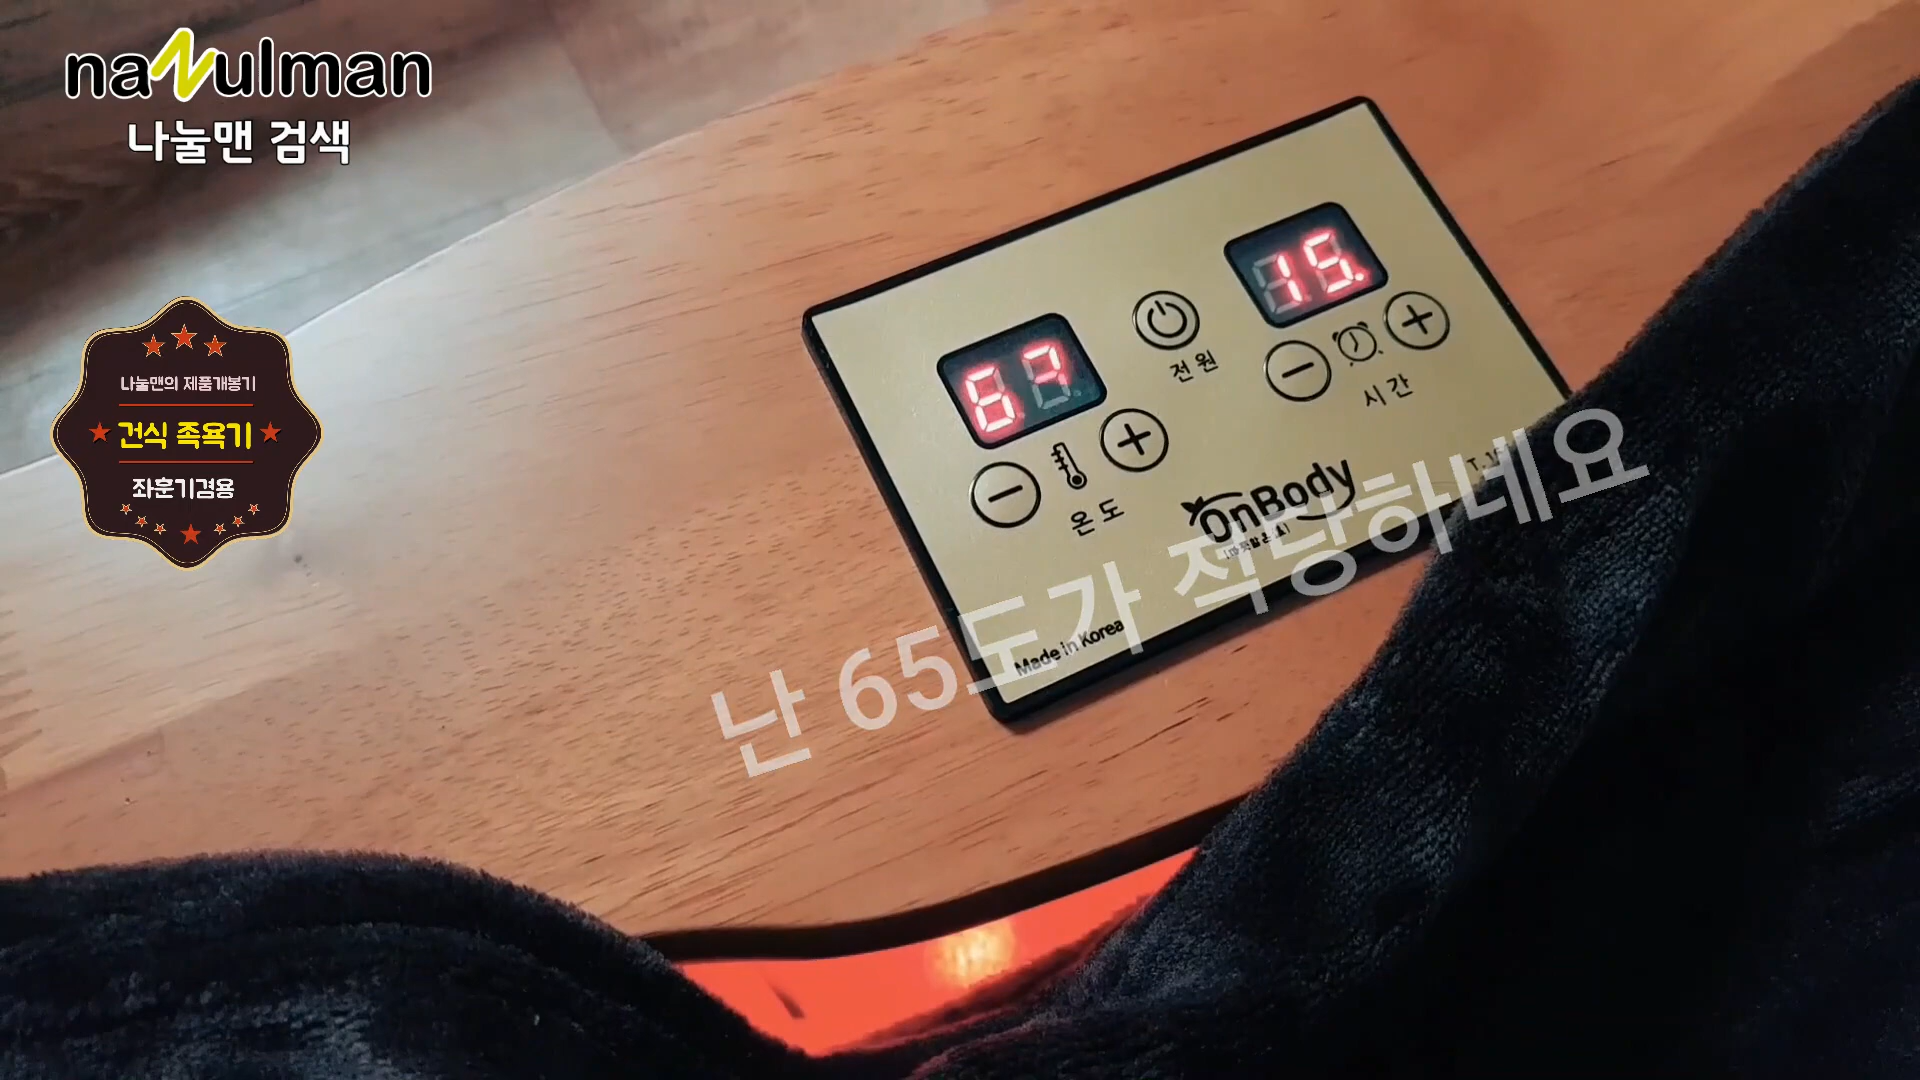 naNulman
나눌맨 검색
나눌맨의 제품개봉기
건식 족욕기
좌훈기겸용
67
15.
전원
시간
온도
OnBody
Made in Korea
난 65도가 적당하네요